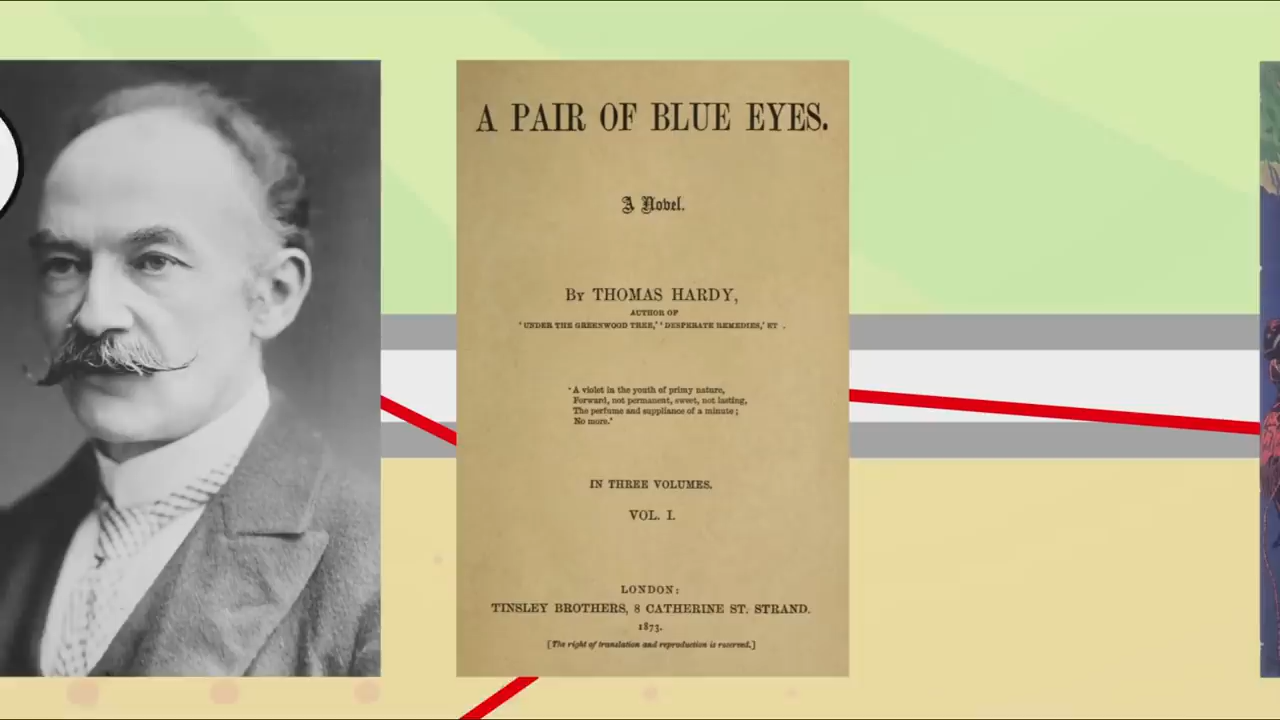 A PAIR OF BLUE EYES.
A Novel.
BY THOMAS HARDY,
AUTHOR OF
'UNDER THE GREENWOOD TREE,' 'DESPERATE REMEDIES,' ET .
'A violet in the youth of primy nature,
Forward, not permanent, sweet, not lasting,
The perfume and suppliance of a minute;
No more.'
IN THREE VOLUMES.
VOL. I.
LONDON:
TINSLEY BROTHERS, 8 CATHERINE ST. STRAND.
1873.
[The right of translation and reproduction is reserved.]